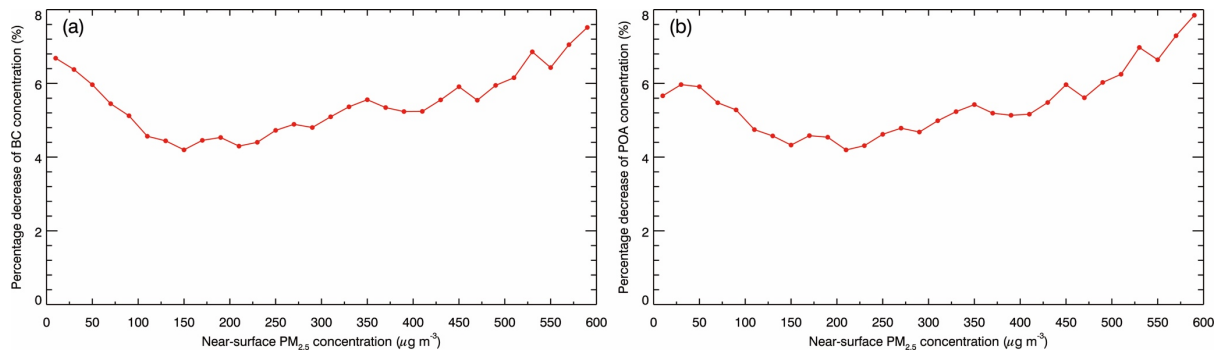 (a)
Percentage decrease of BC concentration (%)
8
6
4
2
0
0 50 100 150 200 250 300 350 400 450 500 550 600
Near-surface PM2.5 concentration (μg m-3)
(b)
Percentage decrease of POA concentration (%)
8
6
4
2
0
0 50 100 150 200 250 300 350 400 450 500 550 600
Near-surface PM2.5 concentration (μg m-3)